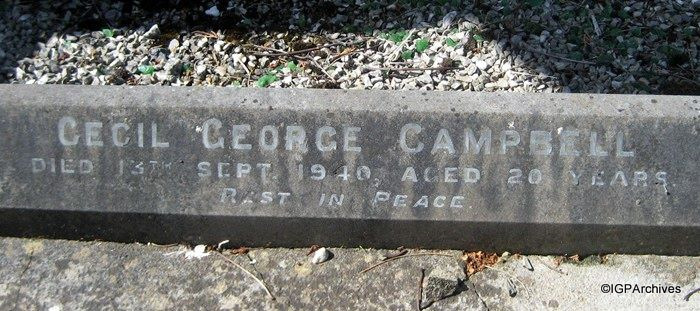 CECIL GEORGE CAMPBELL
DIED 13TH SEPT. 1940, AGED 20 YEARS.
REST IN PEACE
©IGPArchives